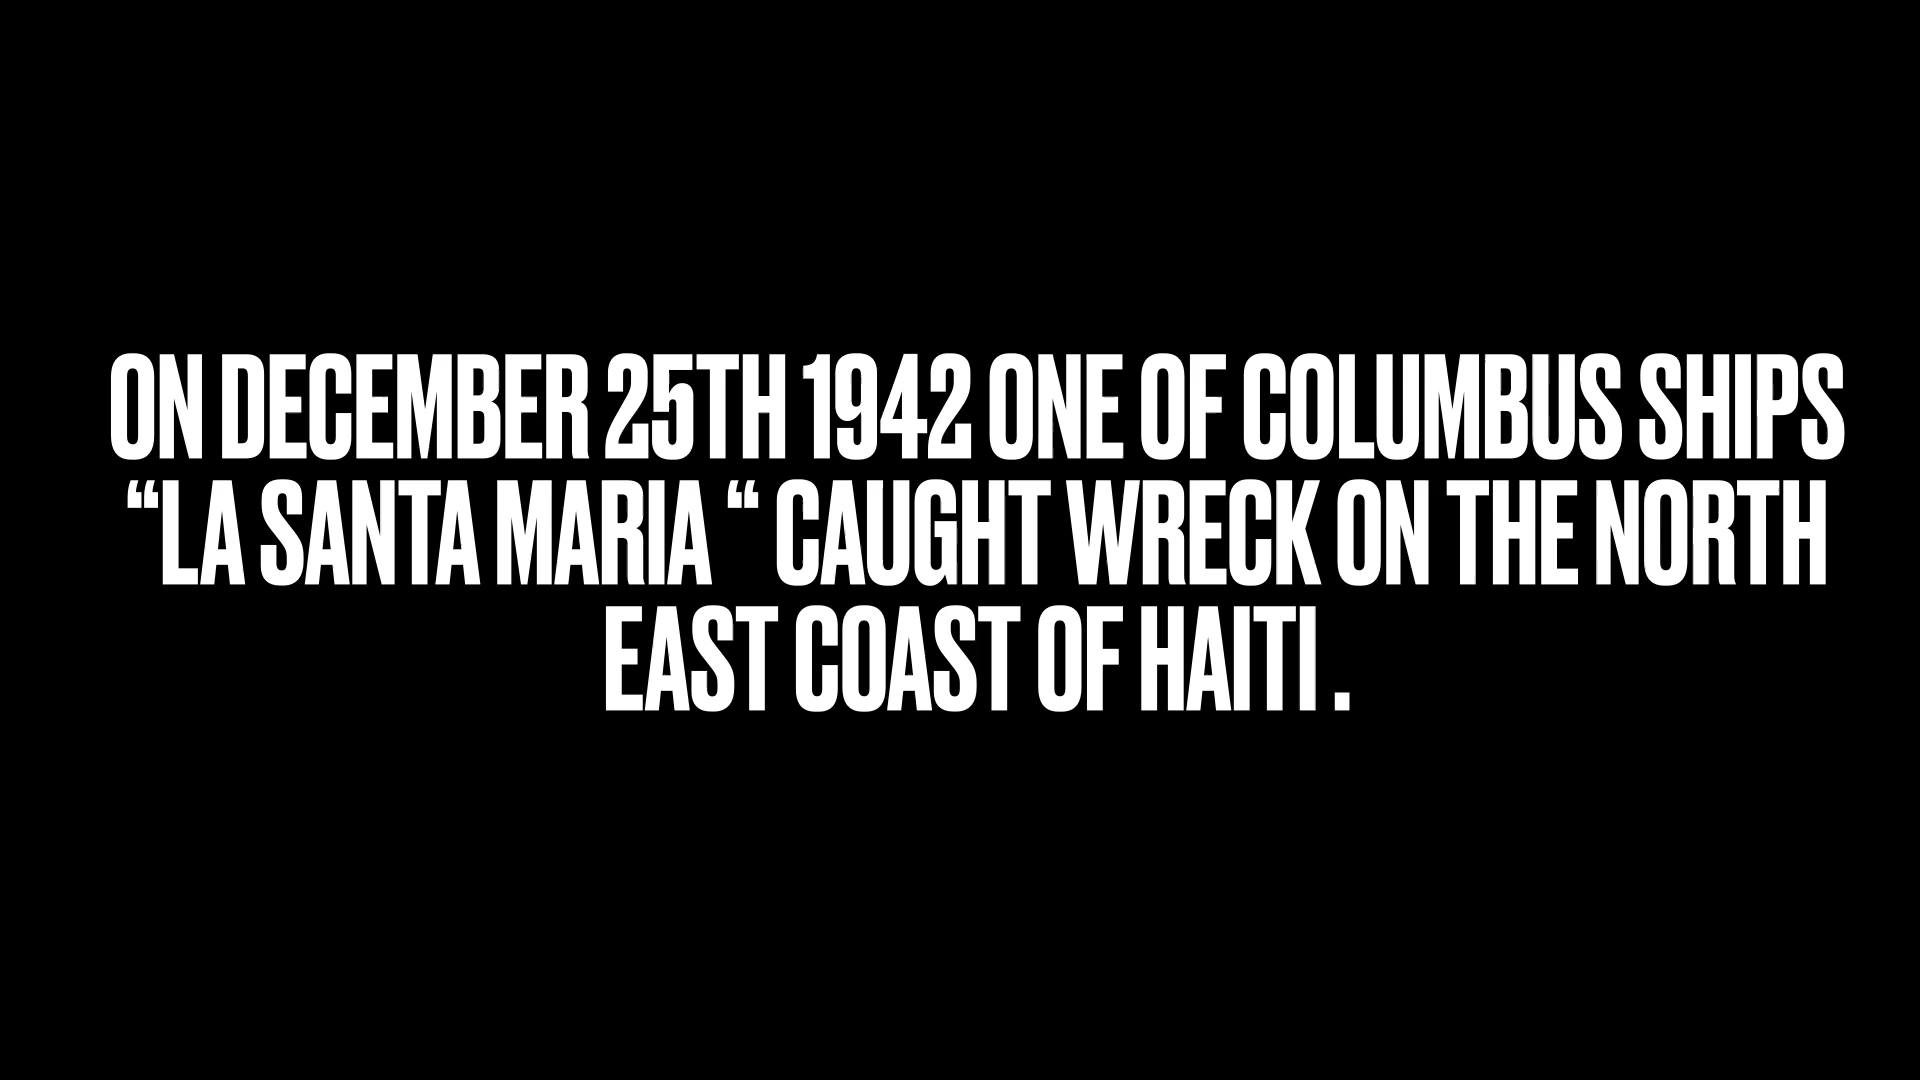 ON DECEMBER 25TH 1942 ONE OF COLUMBUS SHIPS
“LA SANTA MARIA “ CAUGHT WRECK ON THE NORTH
EAST COAST OF HAITI .